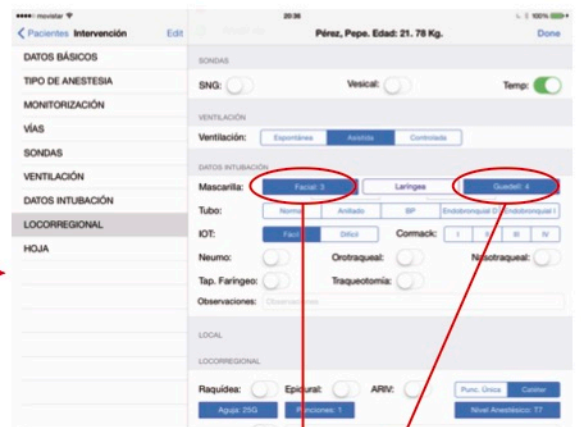 movistar 20:36 100%
Pacientes Intervención Edit
Pérez, Pepe. Edad: 21. 78 Kg. Done
DATOS BÁSICOS
TIPO DE ANESTESIA
MONITORIZACIÓN
VÍAS
SONDAS
VENTILACIÓN
DATOS INTUBACIÓN
LOCORREGIONAL
HOJA
SONDAS
SNG: Vesical: Temp:
VENTILACIÓN
Ventilación: Espontánea Asistida Controlada
DATOS INTUBACIÓN
Mascarilla: Facial: 3 Laríngea Guedell: 4
Tubo: Normal Anillado BP Endobronquial D Endobronquial I
IOT: Fácil Difícil Cormack: I II III IV
Neumo: Orotraqueal: Nasotraqueal:
Tap. Faríngeo: Traqueotomía:
Observaciones: Observaciones
LOCAL
LOCORREGIONAL
Raquídea: Epidural: ARIV: Punc. Única Catéter
Aguja: 25G Punciones: 1 Nivel Anestésico: T7